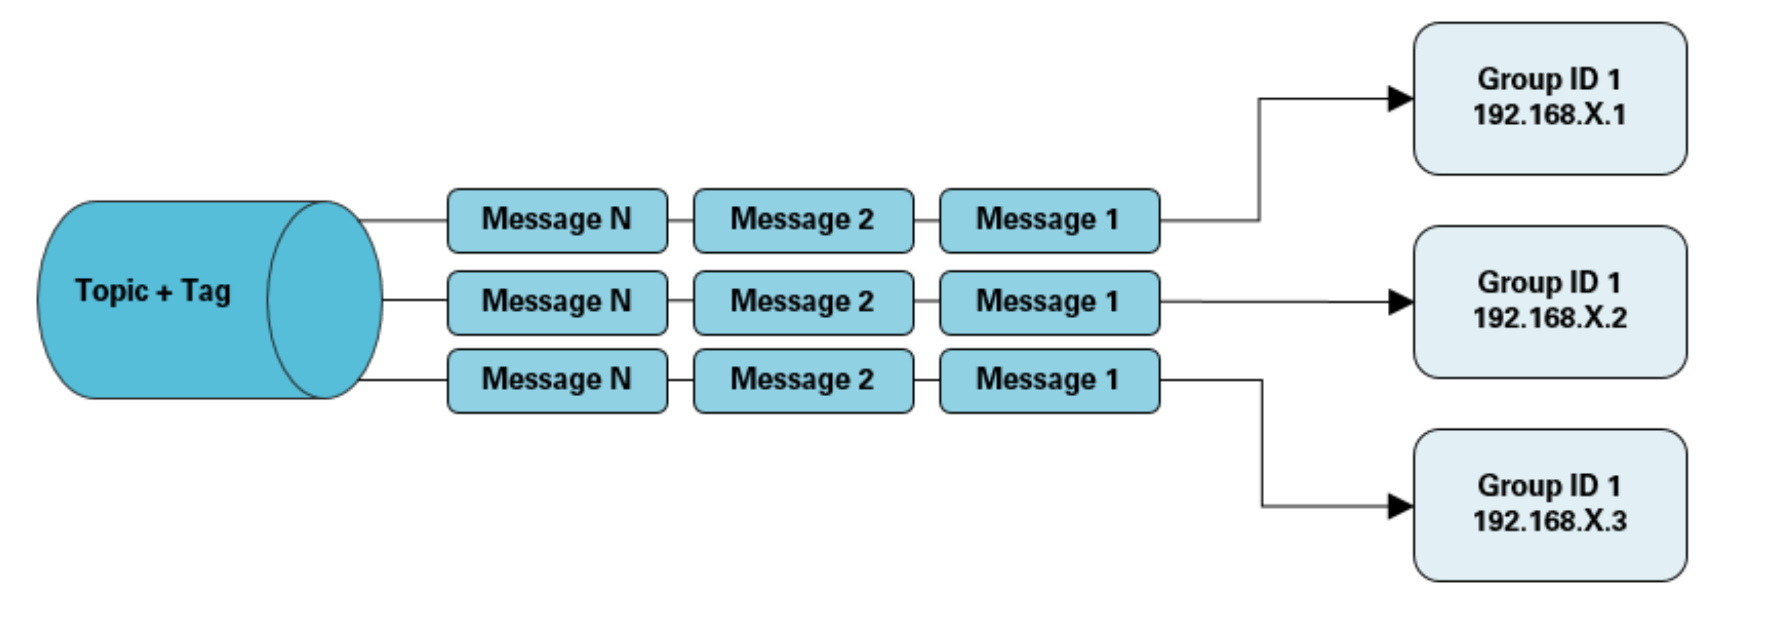 Topic + Tag
Message N
Message 2
Message 1
Message N
Message 2
Message 1
Message N
Message 2
Message 1
Group ID 1
192.168.X.1
Group ID 1
192.168.X.2
Group ID 1
192.168.X.3